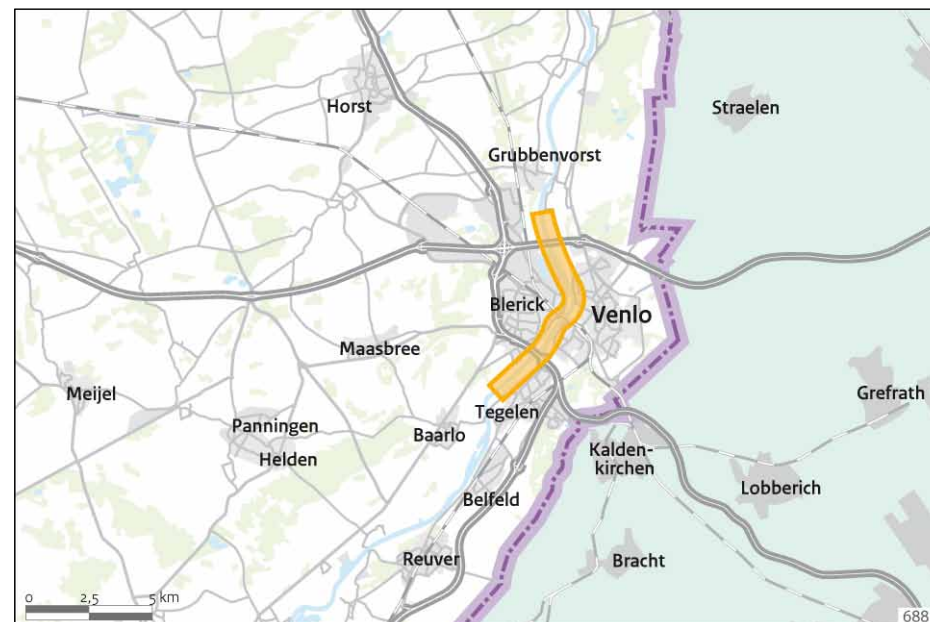 Horst
Straelen
Grubbenvorst
Blerick
Venlo
Maasbree
Meijel
Grefrath
Tegelen
Panningen
Baarlo
Helden
Kalden-
kirchen
Lobberich
Belfeld
Reuver
Bracht
0 2,5 5 km
688